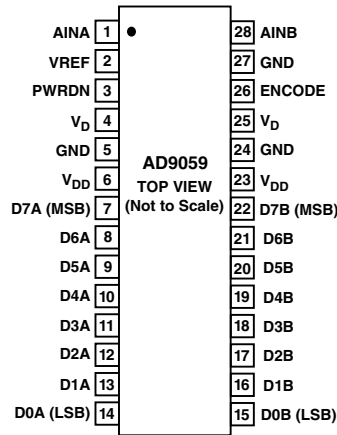 AINA 1 28 AINB
VREF 2 27 GND
PWRDN 3 26 ENCODE
VD 4 25 VD
GND 5 24 GND
VDD 6 23 VDD
AD9059
TOP VIEW
(Not to Scale)
D7A (MSB) 7 22 D7B (MSB)
D6A 8 21 D6B
D5A 9 20 D5B
D4A 10 19 D4B
D3A 11 18 D3B
D2A 12 17 D2B
D1A 13 16 D1B
D0A (LSB) 14 15 D0B (LSB)